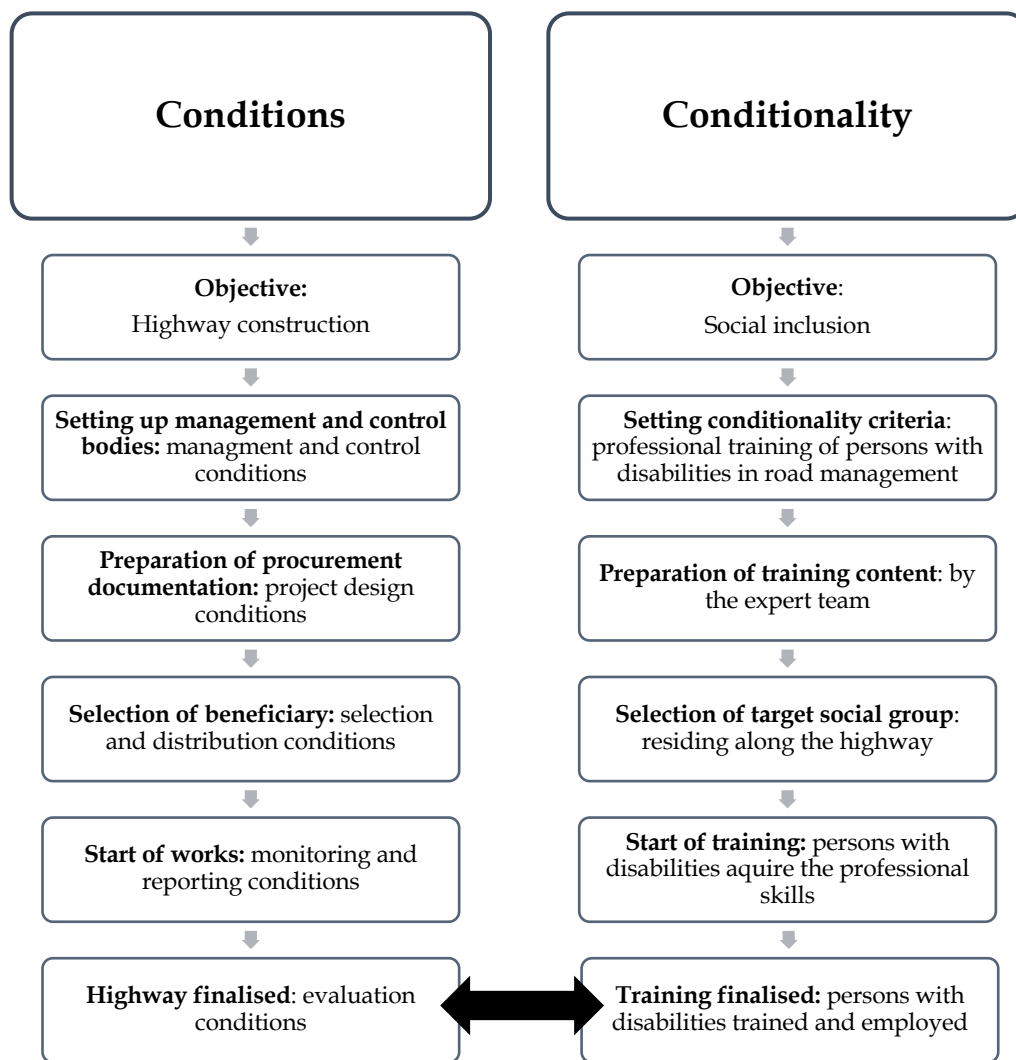 Conditions
Objective:
Highway construction
Setting up management and control
bodies: managment and control
conditions
Preparation of procurement
documentation: project design
conditions
Selection of beneficiary: selection
and distribution conditions
Start of works: monitoring and
reporting conditions
Highway finalised: evaluation
conditions
Conditionality
Objective:
Social inclusion
Setting conditionality criteria:
professional training of persons with
disabilities in road management
Preparation of training content: by
the expert team
Selection of target social group:
residing along the highway
Start of training: persons with
disabilities aquire the professional
skills
Training finalised: persons with
disabilities trained and employed